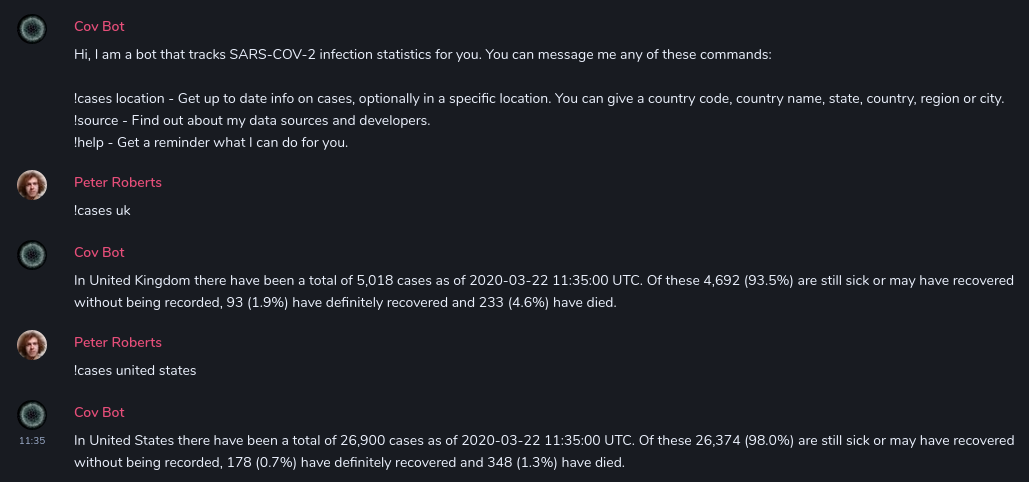 Cov Bot
Hi, I am a bot that tracks SARS-COV-2 infection statistics for you. You can message me any of these commands:
!cases location - Get up to date info on cases, optionally in a specific location. You can give a country code, country name, state, country, region or city.
!source - Find out about my data sources and developers.
!help - Get a reminder what I can do for you.
Peter Roberts
!cases uk
Cov Bot
In United Kingdom there have been a total of 5,018 cases as of 2020-03-22 11:35:00 UTC. Of these 4,692 (93.5%) are still sick or may have recovered
without being recorded, 93 (1.9%) have definitely recovered and 233 (4.6%) have died.
Peter Roberts
!cases united states
Cov Bot
11:35
In United States there have been a total of 26,900 cases as of 2020-03-22 11:35:00 UTC. Of these 26,374 (98.0%) are still sick or may have recovered
without being recorded, 178 (0.7%) have definitely recovered and 348 (1.3%) have died.